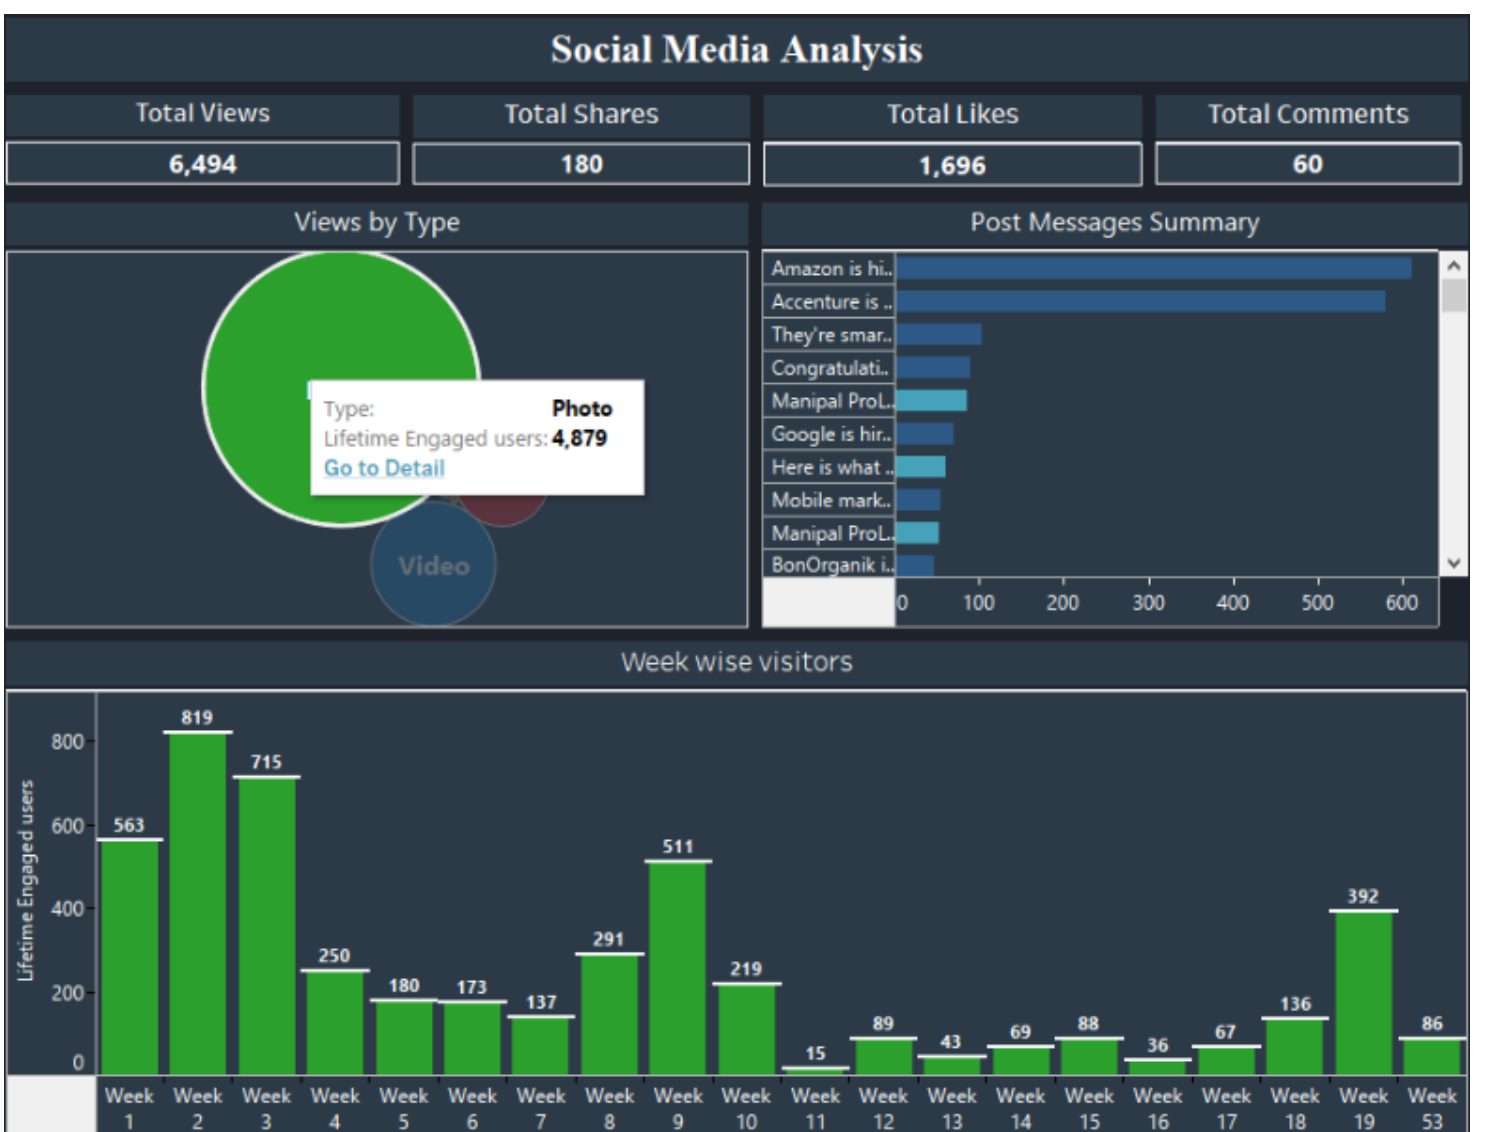 Social Media Analysis
Total Views
Total Shares
Total Likes
Total Comments
6,494
180
1,696
60
Views by Type
Type: Photo
Lifetime Engaged users: 4,879
Go to Detail
Video
Post Messages Summary
Amazon is hi..
Accenture is ..
They're smar..
Congratulati..
Manipal ProL..
Google is hir..
Here is what ..
Mobile mark..
Manipal ProL..
BonOrganik i..
0 100 200 300 400 500 600
Week wise visitors
Lifetime Engaged users
800
600
400
200
0
563
819
715
250
180
173
137
291
511
219
15
89
43
69
88
36
67
136
392
86
Week 1
Week 2
Week 3
Week 4
Week 5
Week 6
Week 7
Week 8
Week 9
Week 10
Week 11
Week 12
Week 13
Week 14
Week 15
Week 16
Week 17
Week 18
Week 19
Week 53